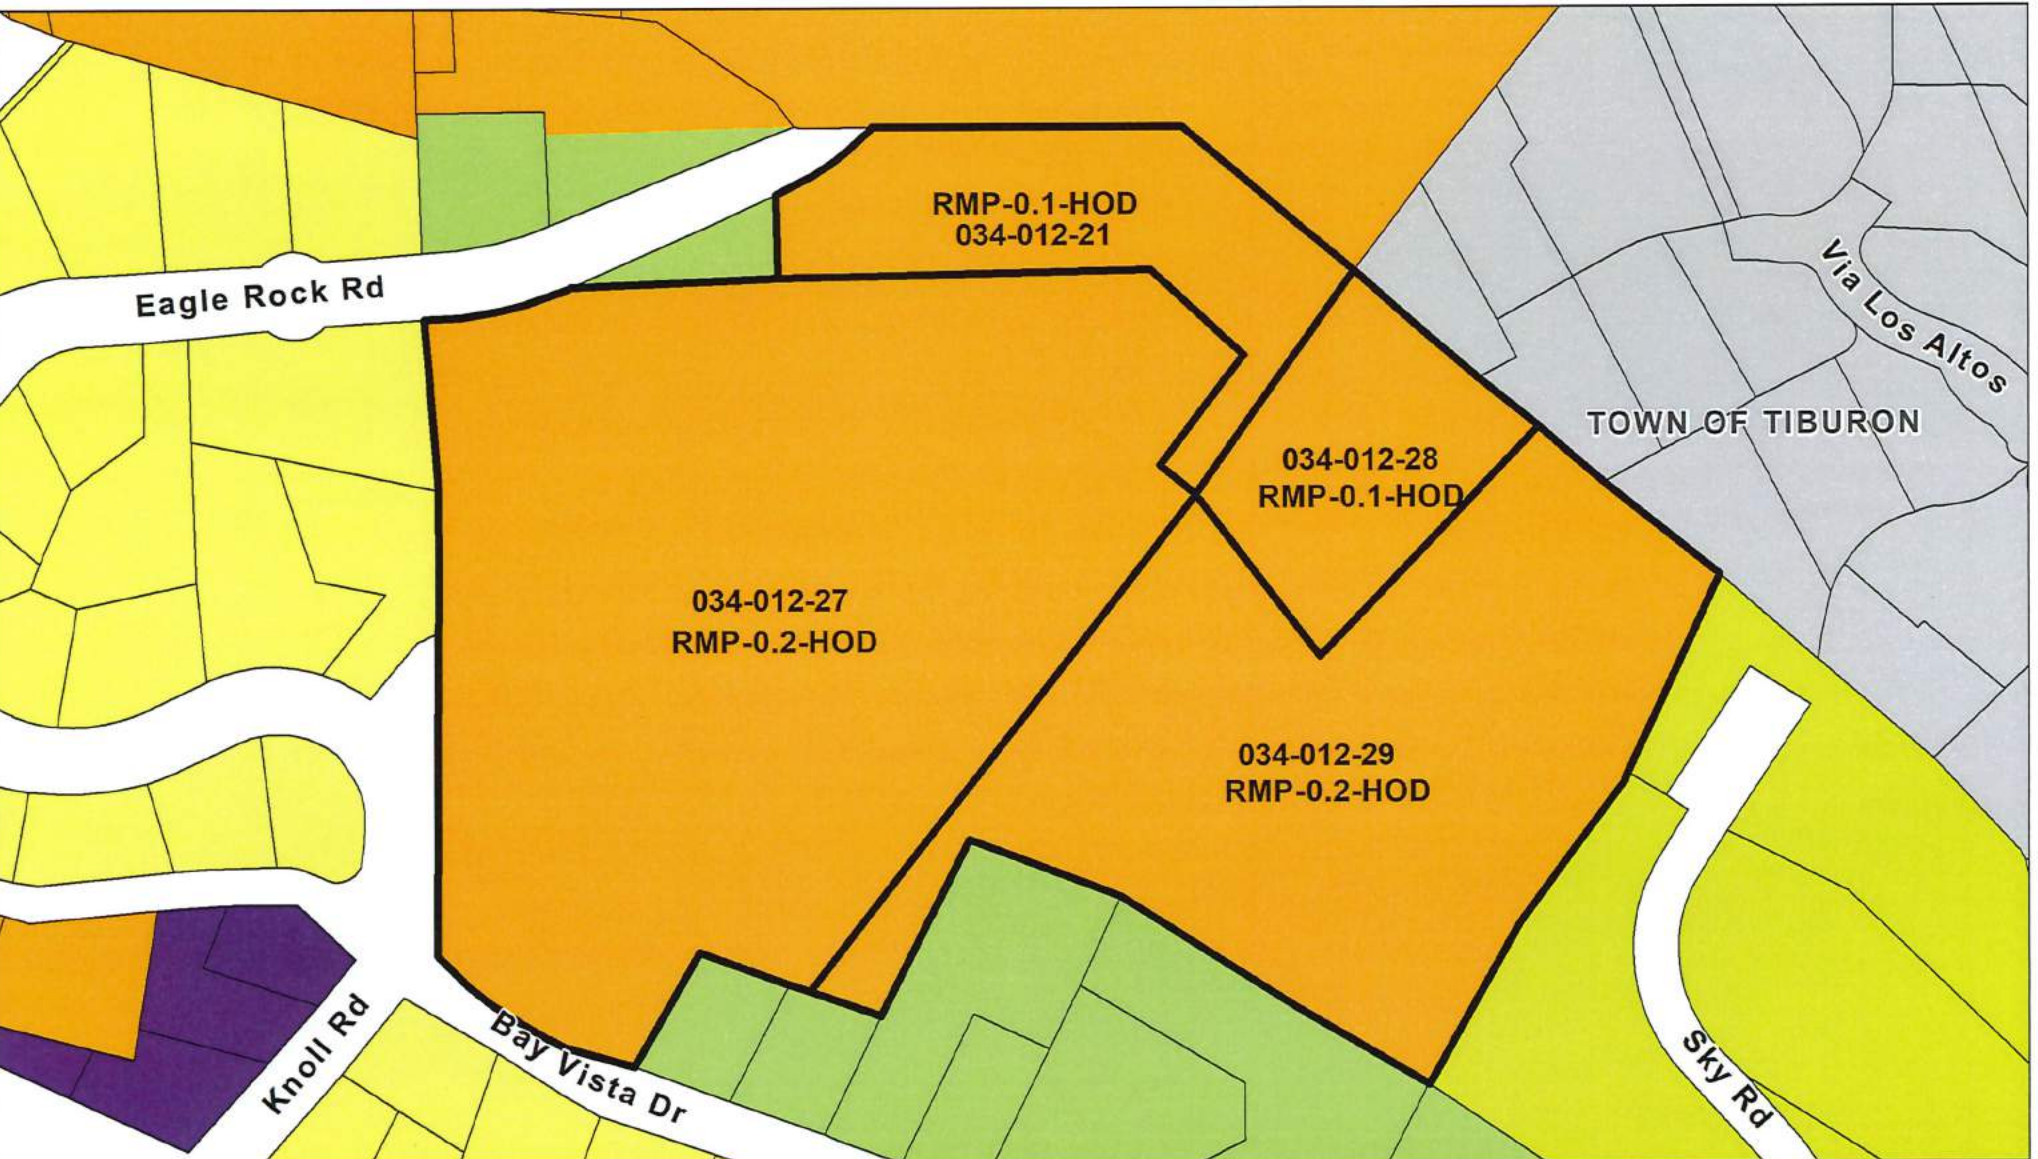 RMP-0.1-HOD
034-012-21
Eagle Rock Rd
Via Los Altos
TOWN OF TIBURON
034-012-28
RMP-0.1-HOD
034-012-27
RMP-0.2-HOD
034-012-29
RMP-0.2-HOD
Knoll Rd
Bay Vista Dr
Sky Rd